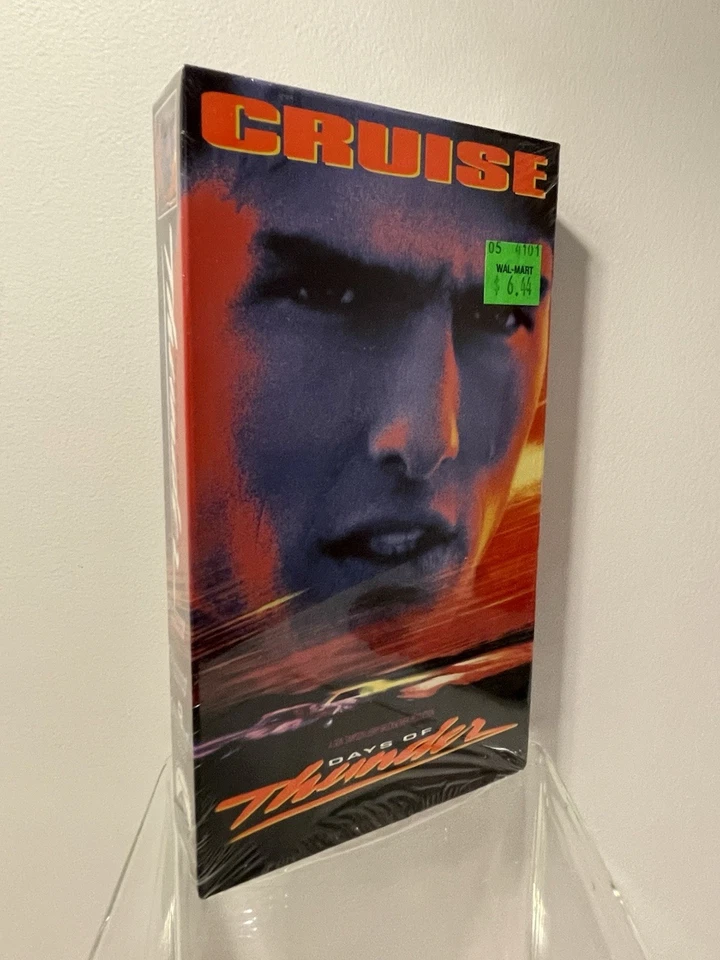 CRUISE
05 4101
WAL-MART
$ 6.44
DAYS OF
Thunder